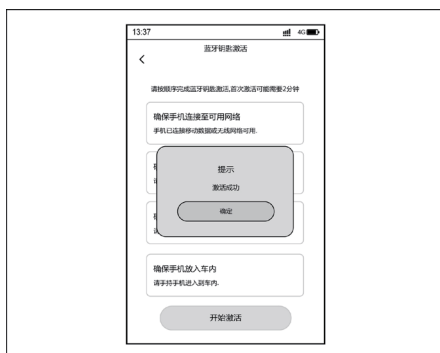 13:37
4G
蓝牙钥匙激活
请按顺序完成蓝牙钥匙激活,首次激活可能需要2分钟
确保手机连接至可用网络
手机已连接移动数据或无线网络可用.
提示
激活成功
确定
确保手机放入车内
请手持手机进入到车内.
开始激活